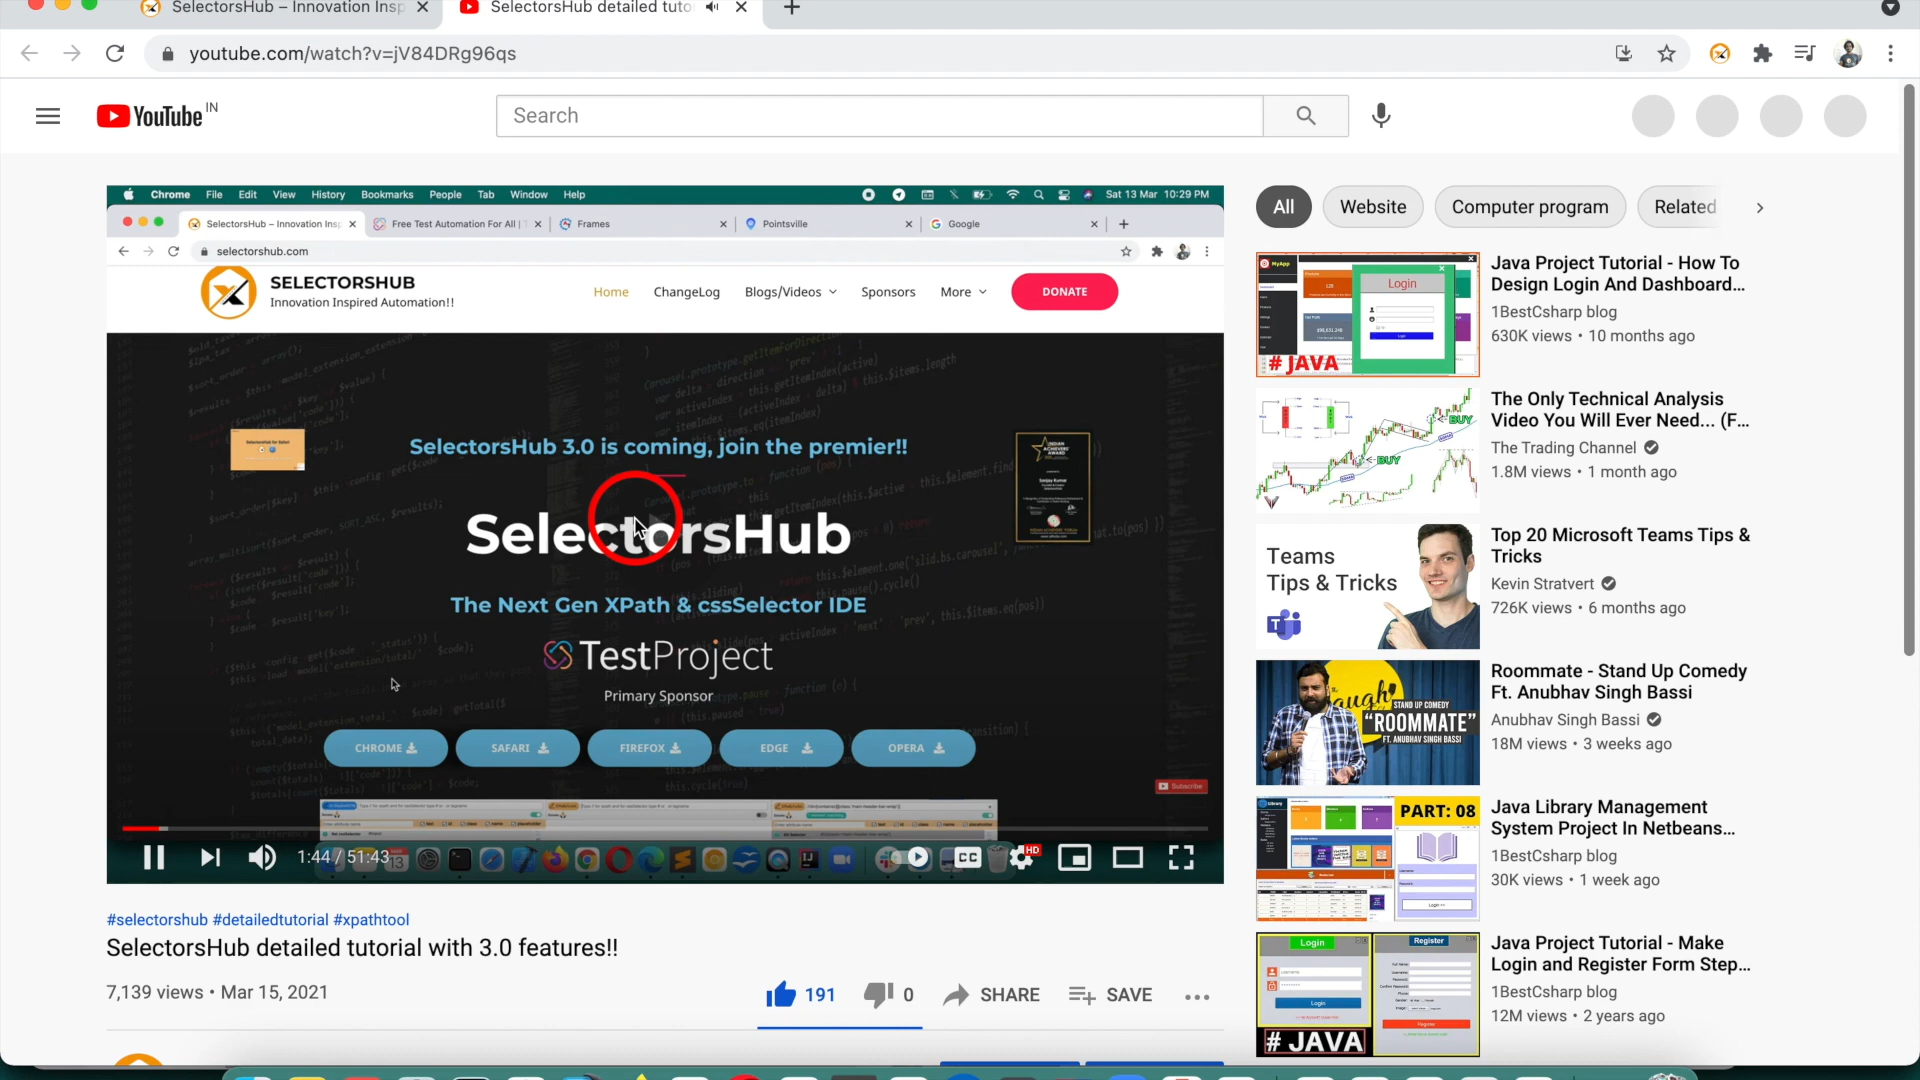 SelectorsHub – Innovation Insp
SelectorsHub detailed tuto
youtube.com/watch?v=jV84DRg96qs
YouTube IN
Search
Chrome File Edit View History Bookmarks People Tab Window Help
Sat 13 Mar 10:29 PM
SelectorsHub – Innovation Insp
Free Test Automation For All | T
Frames
Pointsville
Google
selectorshub.com
SELECTORSHUB
Innovation Inspired Automation!!
Home ChangeLog Blogs/Videos Sponsors More DONATE
SelectorsHub 3.0 is coming, join the premier!!
SelectorsHub
The Next Gen XPath & cssSelector IDE
TestProject
Primary Sponsor
CHROME SAFARI FIREFOX EDGE OPERA
Subscribe
1:44 / 51:43
CC
HD
#selectorshub #detailedtutorial #xpathtool
SelectorsHub detailed tutorial with 3.0 features!!
7,139 views • Mar 15, 2021
191 0 SHARE SAVE
All Website Computer program Related
MyApp
Login
# JAVA
Java Project Tutorial - How To
Design Login And Dashboard...
1BestCsharp blog
630K views • 10 months ago
BUY
BUY
The Only Technical Analysis
Video You Will Ever Need... (F...
The Trading Channel
1.8M views • 1 month ago
Teams
Tips & Tricks
Top 20 Microsoft Teams Tips &
Tricks
Kevin Stratvert
726K views • 6 months ago
STAND UP COMEDY
"ROOMMATE"
FT. ANUBHAV SINGH BASSI
Roommate - Stand Up Comedy
Ft. Anubhav Singh Bassi
Anubhav Singh Bassi
18M views • 3 weeks ago
PART: 08
Java Library Management
System Project In Netbeans...
1BestCsharp blog
30K views • 1 week ago
Login
Register
Login
Register
# JAVA
Java Project Tutorial - Make
Login and Register Form Step...
1BestCsharp blog
12M views • 2 years ago